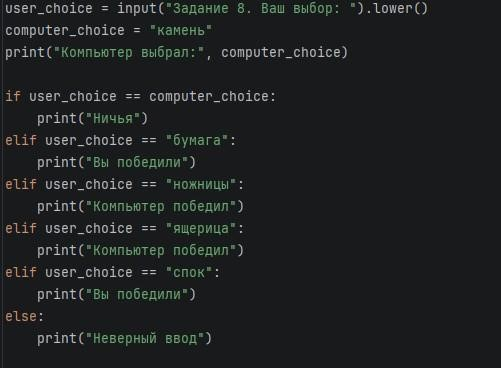 user_choice = input("Задание 8. Ваш выбор: ").lower()
computer_choice = "камень"
print("Компьютер выбрал:", computer_choice)
if user_choice == computer_choice:
    print("Ничья")
elif user_choice == "бумага":
    print("Вы победили")
elif user_choice == "ножницы":
    print("Компьютер победил")
elif user_choice == "ящерица":
    print("Компьютер победил")
elif user_choice == "спок":
    print("Вы победили")
else:
    print("Неверный ввод")